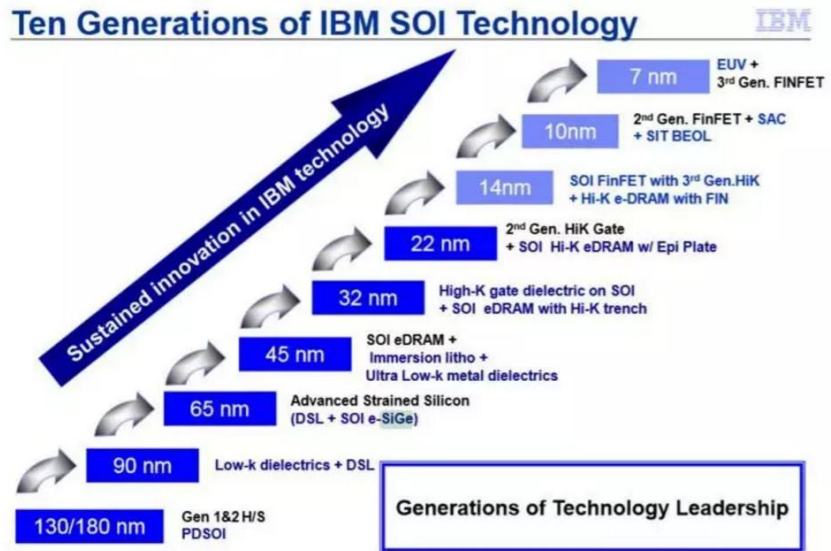 Ten Generations of IBM SOI Technology
IBM
Sustained innovation in IBM technology
7 nm
EUV +
3rd Gen. FINFET
10nm
2nd Gen. FinFET + SAC
+ SIT BEOL
14nm
SOI FinFET with 3rd Gen.HiK
+ Hi-K e-DRAM with FIN
22 nm
2nd Gen. HiK Gate
+ SOI Hi-K eDRAM w/ Epi Plate
32 nm
High-K gate dielectric on SOI
+ SOI eDRAM with Hi-K trench
45 nm
SOI eDRAM +
Immersion litho +
Ultra Low-k metal dielectrics
65 nm
Advanced Strained Silicon
(DSL + SOI e-SiGe)
90 nm
Low-k dielectrics + DSL
130/180 nm
Gen 1&2 H/S
PDSOI
Generations of Technology Leadership